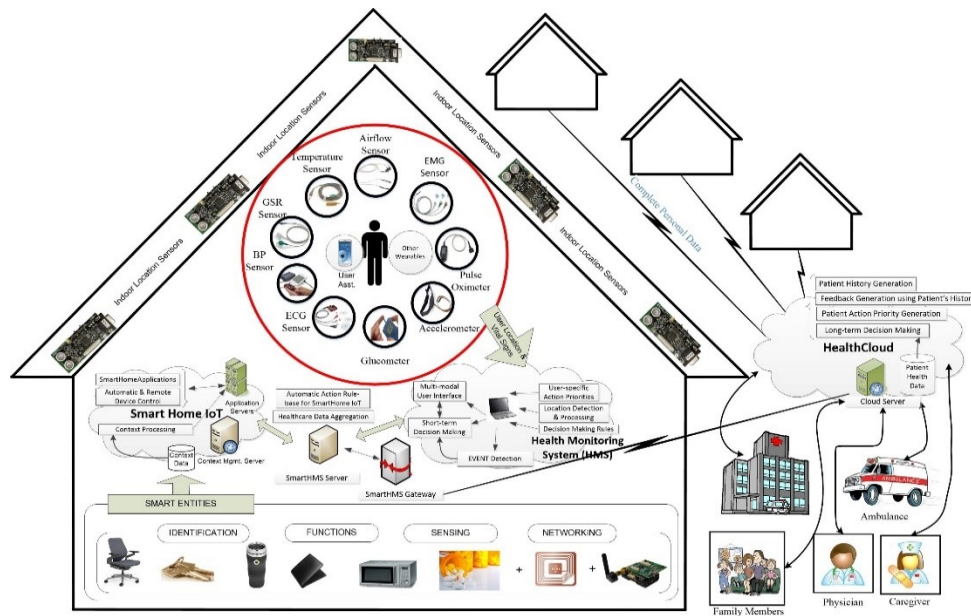 Indoor Location Sensors
Indoor Location Sensors
Indoor Location Sensors
Indoor Location Sensors
Airflow
Sensor
Temperature
Sensor
EMG
Sensor
GSR
Sensor
BP
Sensor
User
Asst.
Other
Wearables
Pulse
Oximeter
ECG
Sensor
Accelerometer
Glucometer
User Location &
Vital Signs
Complete Personal Data
Patient History Generation
Feedback Generation using Patient's History
Patient Action Priority Generation
Long-term Decision Making
HealthCloud
Patient
Health
Data
Cloud Server
SmartHomeApplications
Automatic & Remote
Device Control
Application
Servers
Smart Home IoT
Context Processing
Context
Data
Context Mgmt. Server
Automatic Action Rule-
base for SmartHome IoT
Healthcare Data Aggregation
SmartHMS Server
SmartHMS Gateway
Multi-modal
User Interface
Short-term
Decision Making
User-specific
Action Priorities
Location Detection
& Processing
Decision Making Rules
EVENT Detection
Health Monitoring
System (HMS)
SMART ENTITIES
IDENTIFICATION
FUNCTIONS
SENSING
NETWORKING
+
+
AMBULANCE
Ambulance
Family Members
Physician
Caregiver